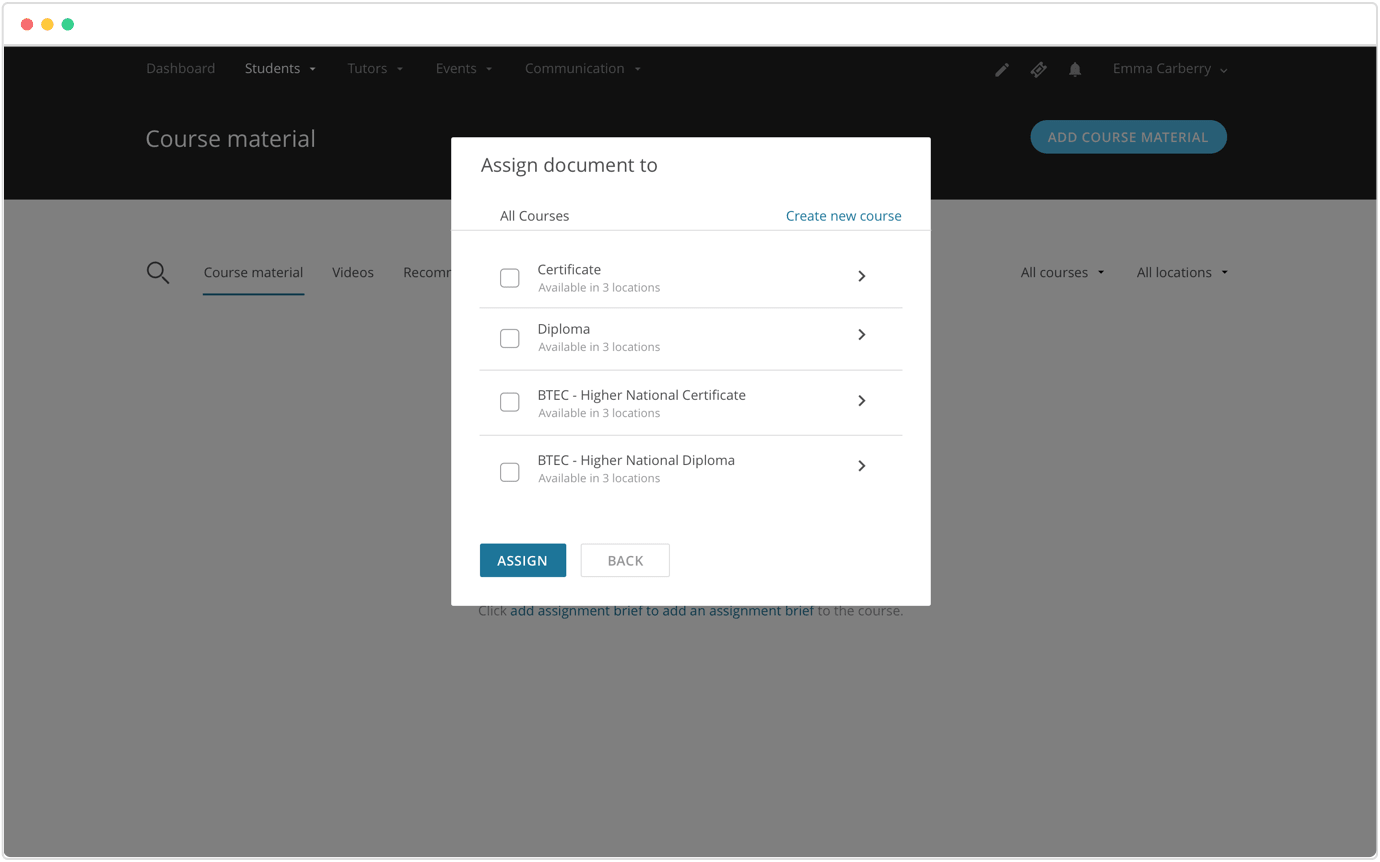 Dashboard Students Tutors Events Communication Emma Carberry
Course material ADD COURSE MATERIAL
Assign document to
All Courses Create new course
Course material Videos Recomm All courses All locations
Certificate
Available in 3 locations
Diploma
Available in 3 locations
BTEC - Higher National Certificate
Available in 3 locations
BTEC - Higher National Diploma
Available in 3 locations
ASSIGN BACK
Click add assignment brief to add an assignment brief to the course.